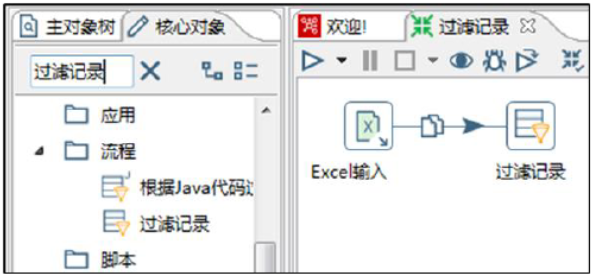 主对象树 核心对象
过滤记录
应用
流程
根据Java代码过
过滤记录
脚本
欢迎! 过滤记录
Excel输入 过滤记录